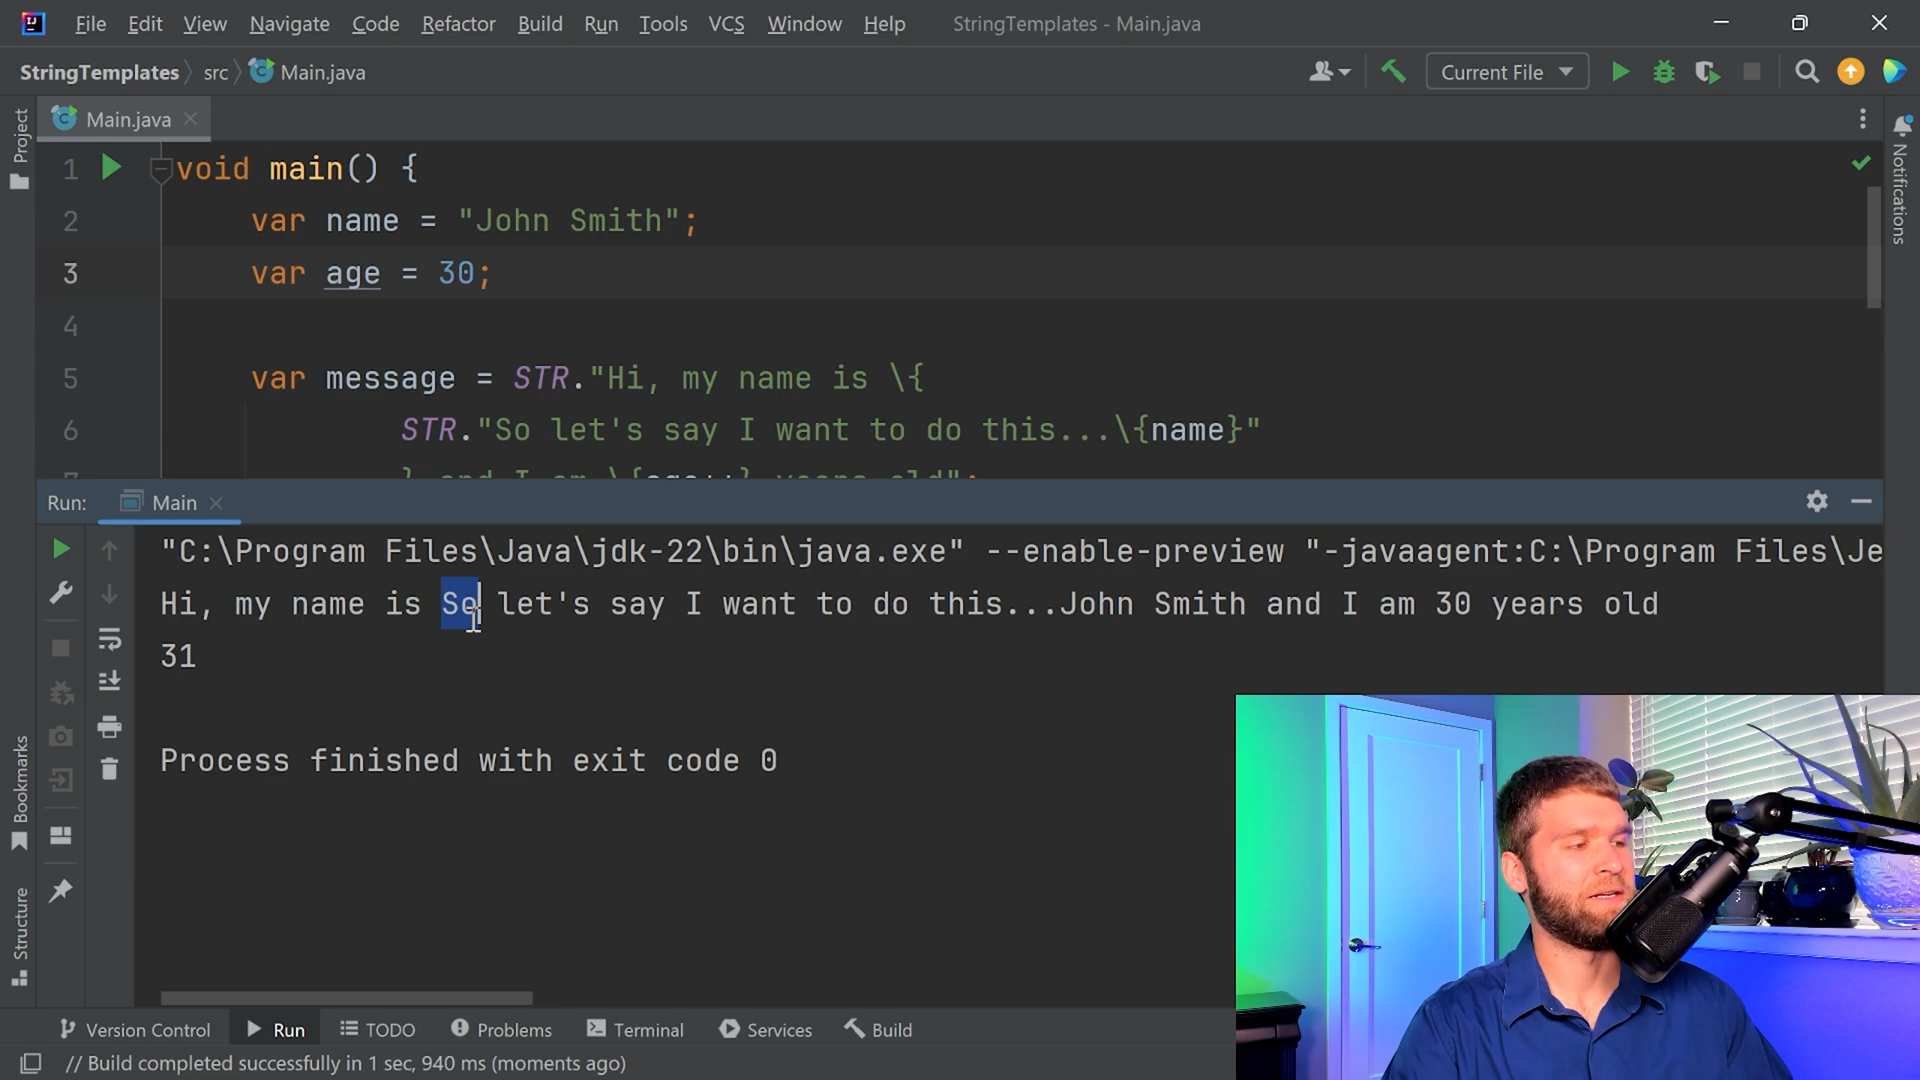 File Edit View Navigate Code Refactor Build Run Tools VCS Window Help StringTemplates - Main.java
StringTemplates src Main.java Current File
Project
Main.java
Notifications
1 void main() {
2 var name = "John Smith";
3 var age = 30;
4
5 var message = STR."Hi, my name is \{
6 STR."So let's say I want to do this...\{name}"
7 } and I am \{age++} years old";
Run: Main
"C:\Program Files\Java\jdk-22\bin\java.exe" --enable-preview "-javaagent:C:\Program Files\Je
Hi, my name is So let's say I want to do this...John Smith and I am 30 years old
31
Process finished with exit code 0
Bookmarks
Structure
Version Control Run TODO Problems Terminal Services Build
// Build completed successfully in 1 sec, 940 ms (moments ago)